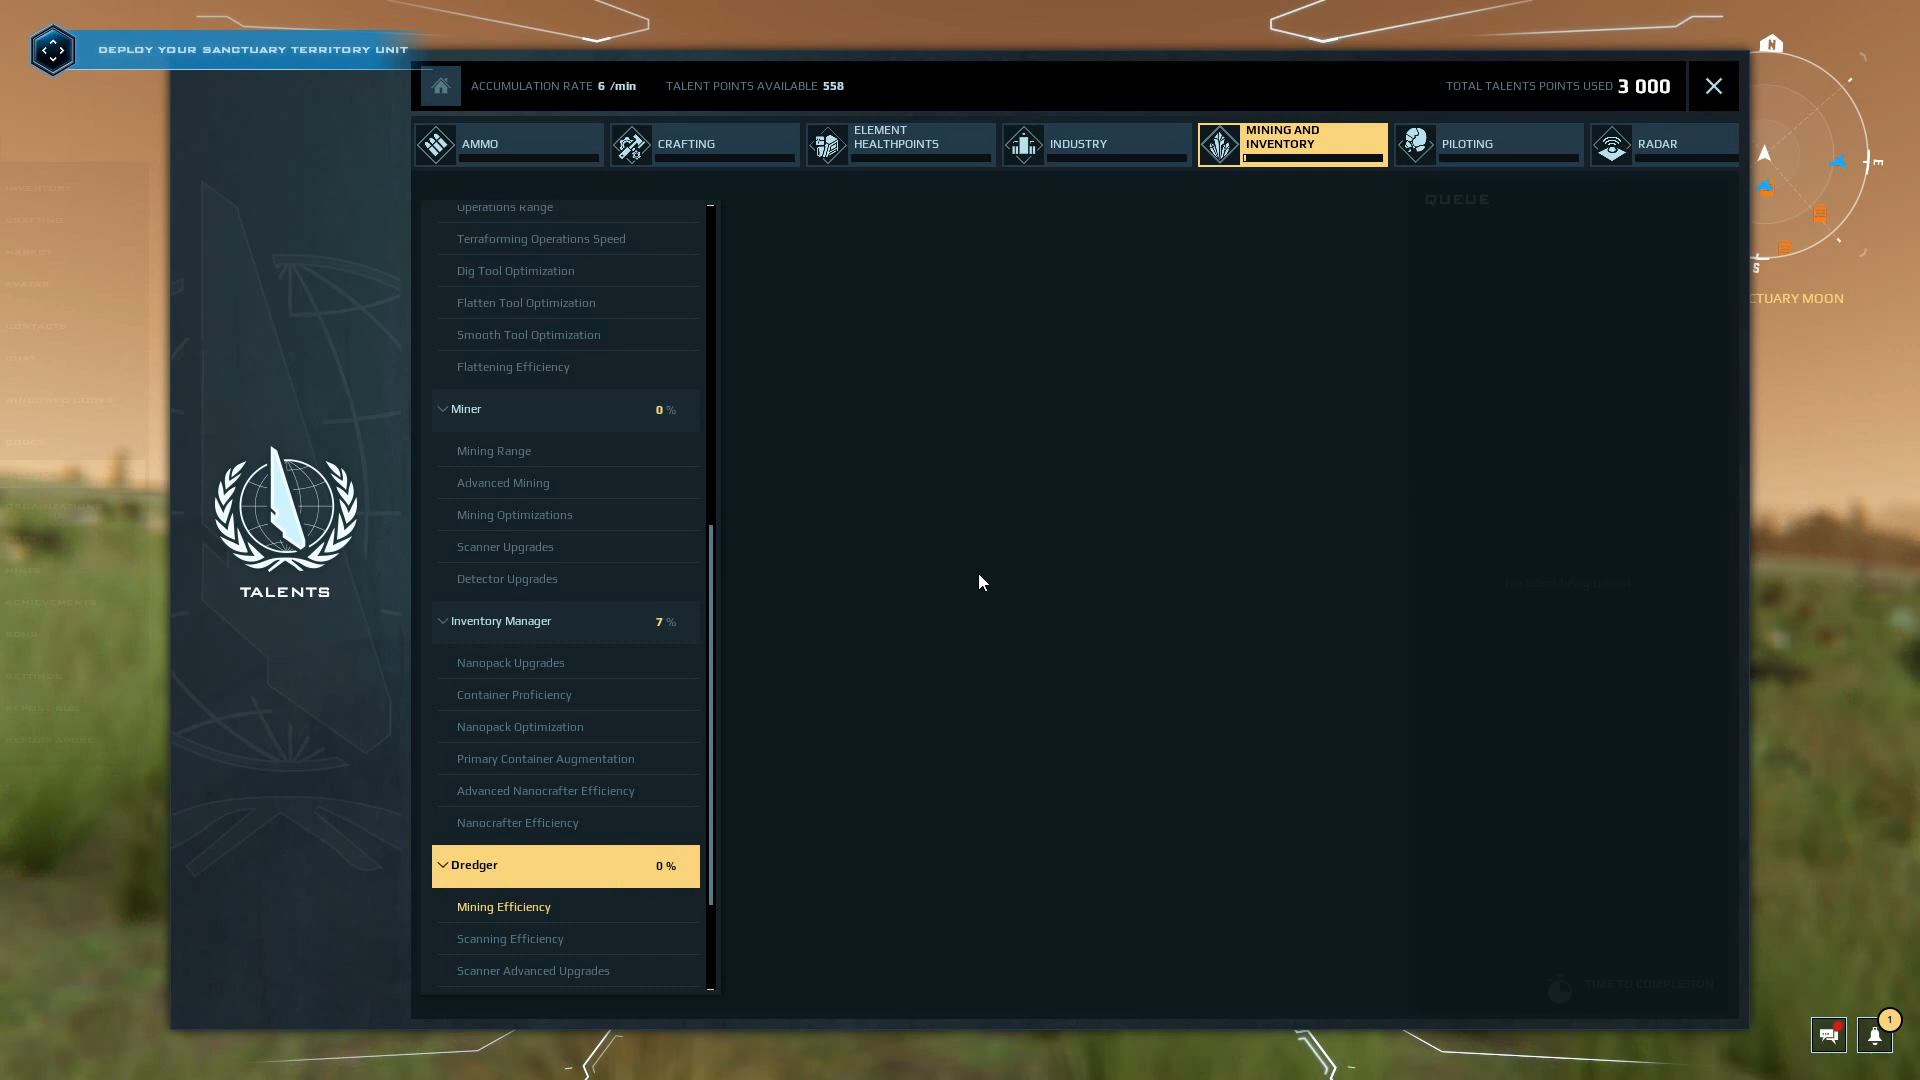 DEPLOY YOUR SANCTUARY TERRITORY UNIT
ACCUMULATION RATE 6 /min
TALENT POINTS AVAILABLE 558
TOTAL TALENTS POINTS USED 3 000
AMMO
CRAFTING
ELEMENT HEALTHPOINTS
INDUSTRY
MINING AND INVENTORY
PILOTING
RADAR
N
E
S
CTUARY MOON
QUEUE
Operations Range
Terraforming Operations Speed
Dig Tool Optimization
Flatten Tool Optimization
Smooth Tool Optimization
Flattening Efficiency
Miner 0 %
Mining Range
Advanced Mining
Mining Optimizations
Scanner Upgrades
Detector Upgrades
Inventory Manager 7 %
Nanopack Upgrades
Container Proficiency
Nanopack Optimization
Primary Container Augmentation
Advanced Nanocrafter Efficiency
Nanocrafter Efficiency
Dredger 0 %
Mining Efficiency
Scanning Efficiency
Scanner Advanced Upgrades
TALENTS
TIME TO COMPLETION
1